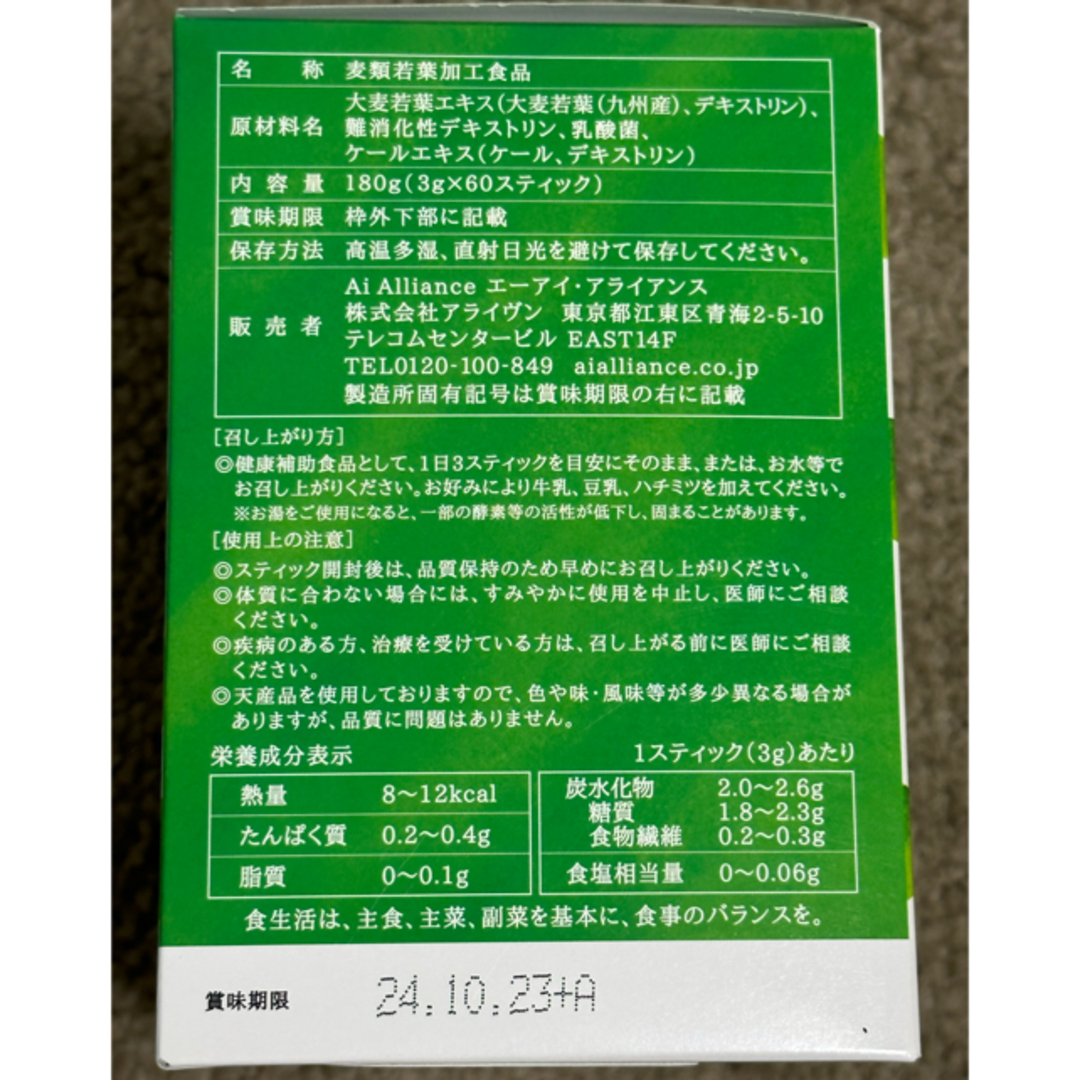 名称 麦類若葉加工食品
原材料名 大麦若葉エキス(大麦若葉(九州産)、デキストリン)、
難消化性デキストリン、乳酸菌、
ケールエキス(ケール、デキストリン)
内容量 180g(3g×60スティック)
賞味期限 枠外下部に記載
保存方法 高温多湿、直射日光を避けて保存してください。
販売者 Ai Alliance エーアイ・アライアンス
株式会社アライヴン 東京都江東区青海2-5-10
テレコムセンタービル EAST14F
TEL0120-100-849 aialliance.co.jp
製造所固有記号は賞味期限の右に記載
[召し上がり方]
◎健康補助食品として、1日3スティックを目安にそのまま、または、お水等で
お召し上がりください。お好みにより牛乳、豆乳、ハチミツを加えてください。
※お湯をご使用になると、一部の酵素等の活性が低下し、固まることがあります。
[使用上の注意]
◎スティック開封後は、品質保持のため早めにお召し上がりください。
◎体質に合わない場合には、すみやかに使用を中止し、医師にご相談
ください。
◎疾病のある方、治療を受けている方は、召し上がる前に医師にご相談
ください。
◎天産品を使用しておりますので、色や味・風味等が多少異なる場合が
ありますが、品質に問題はありません。
栄養成分表示 1スティック(3g)あたり
熱量 8〜12kcal
たんぱく質 0.2〜0.4g
脂質 0〜0.1g
炭水化物 2.0〜2.6g
糖質 1.8〜2.3g
食物繊維 0.2〜0.3g
食塩相当量 0〜0.06g
食生活は、主食、主菜、副菜を基本に、食事のバランスを。
賞味期限 24.10.23+A